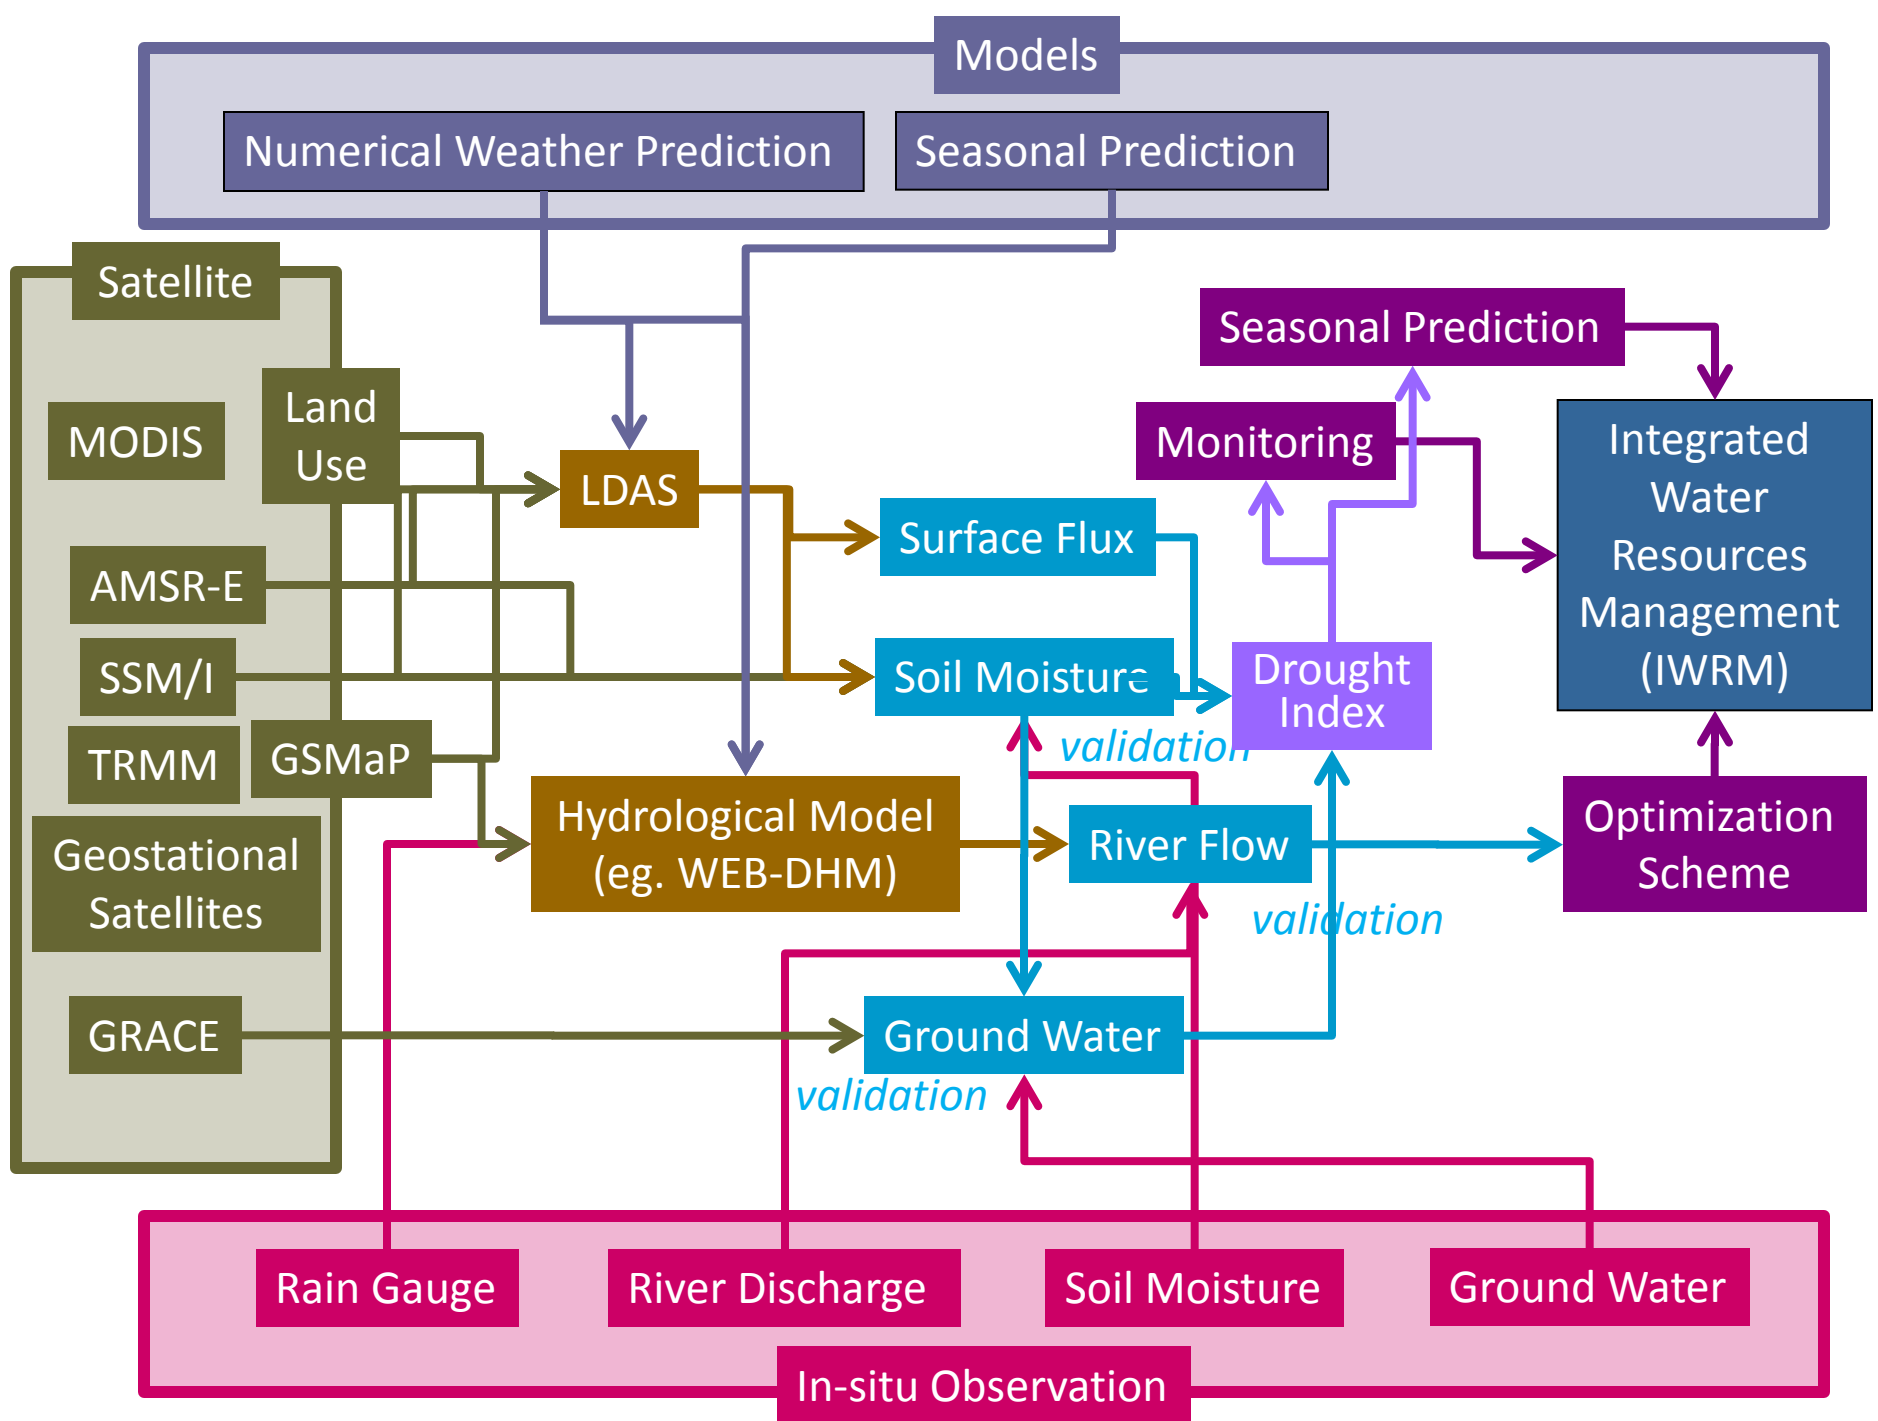 Models
Numerical Weather Prediction
Seasonal Prediction
Satellite
Seasonal Prediction
Land
Use
MODIS
Monitoring
LDAS
Integrated
Water
Resources
Management
(IWRM)
Surface Flux
AMSR-E
SSM/I
Soil Moisture
Drought
Index
validation
TRMM
GSMaP
Hydrological Model
(eg. WEB-DHM)
River Flow
Optimization
Scheme
Geostational
Satellites
validation
GRACE
Ground Water
validation
Rain Gauge
River Discharge
Soil Moisture
Ground Water
In-situ Observation